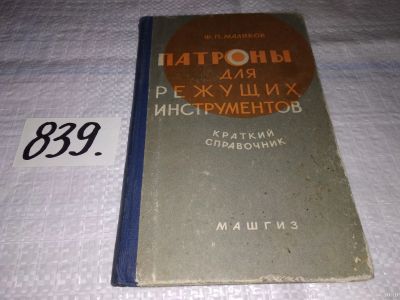 Ф. П. МАЛИКОВ
ПАТРОНЫ
ДЛЯ
РЕЖУЩИХ
ИНСТРУМЕНТОВ
КРАТКИЙ
СПРАВОЧНИК
МАШГИЗ
839.